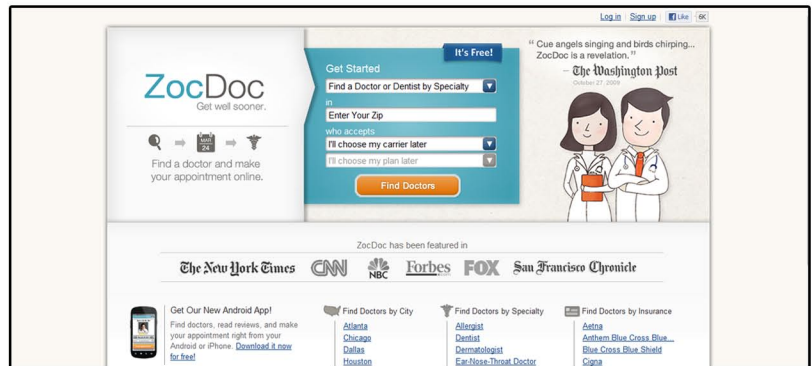 Log in
Sign up
Like
6K
It's Free!
ZocDoc
Get well sooner.
MAR
24
Find a doctor and make
your appointment online.
Get Started
Find a Doctor or Dentist by Specialty
in
Enter Your Zip
who accepts
I'll choose my carrier later
I'll choose my plan later
Find Doctors
“ Cue angels singing and birds chirping...
ZocDoc is a revelation. ”
– The Washington Post
ZocDoc has been featured in
The New York Times
CNN
NBC
Forbes
FOX
San Francisco Chronicle
Get Our New Android App!
Find doctors, read reviews, and make
your appointment right from your
Android or iPhone. Download it now
for free!
Find Doctors by City
Atlanta
Chicago
Dallas
Houston
Find Doctors by Specialty
Allergist
Dentist
Dermatologist
Ear-Nose-Throat Doctor
Find Doctors by Insurance
Aetna
Anthem Blue Cross Blue...
Blue Cross Blue Shield
Cigna